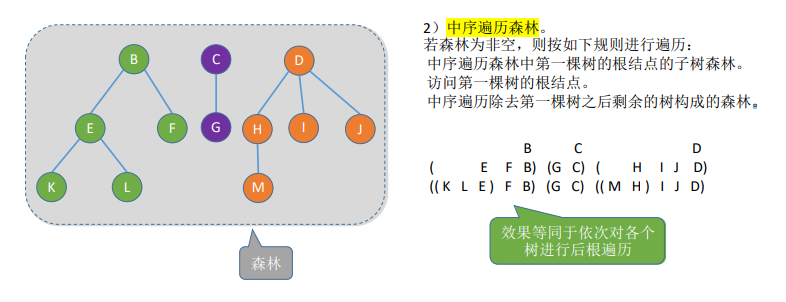 B
C
D
E
F
G
H
I
J
K
L
M
森林
2）中序遍历森林。
若森林为非空，则按如下规则进行遍历：
中序遍历森林中第一棵树的根结点的子树森林。
访问第一棵树的根结点。
中序遍历除去第一棵树之后剩余的树构成的森林。
B C D
( E F B) (G C) ( H I J D)
((K L E) F B) (G C) ((M H) I J D)
效果等同于依次对各个
树进行后根遍历